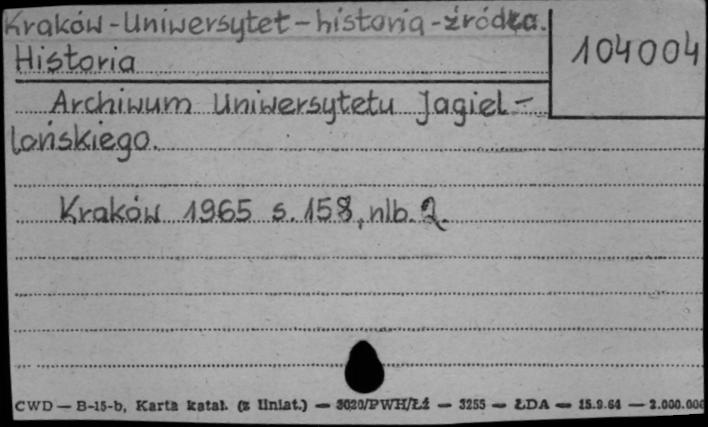 Kraków-Uniwersytet-historia-źródła.
104004
Historia
Archiwum Uniwersytetu Jagiel-
lońskiego.
Kraków 1965 s. 158, nlb. 2.
CWD — B-15-b, Karta katal. (z liniat.) — 3020/PWH/Łź — 3255 — ŁDA — 15.9.64 — 2.000.000